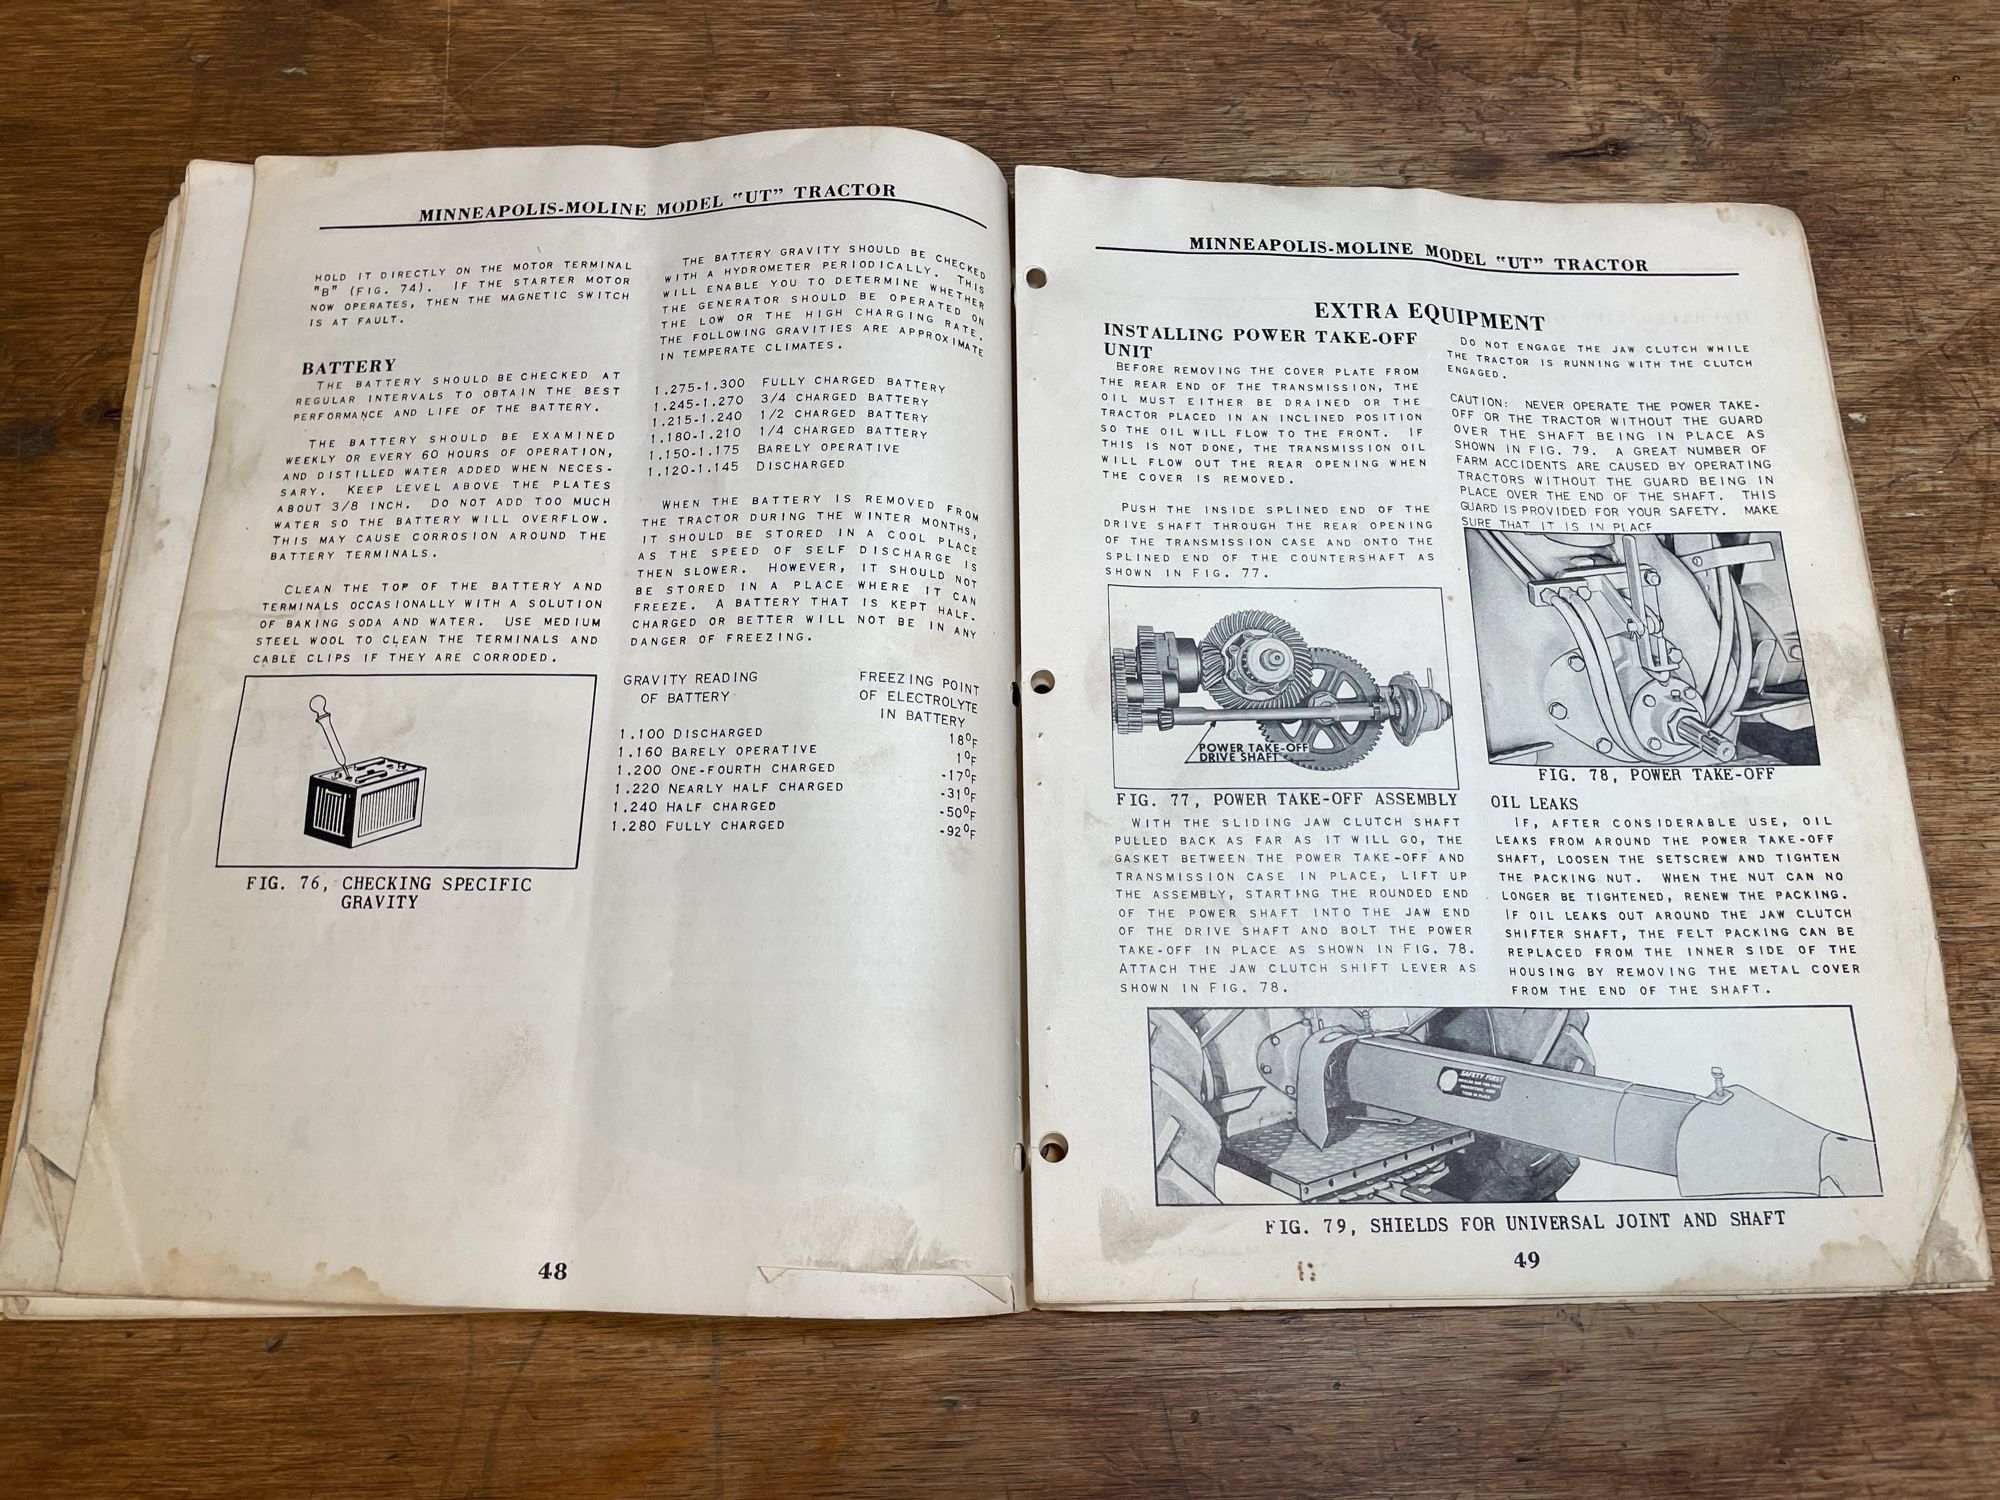 MINNEAPOLIS-MOLINE MODEL "UT" TRACTOR
HOLD IT DIRECTLY ON THE MOTOR TERMINAL
"B" (FIG. 74). IF THE STARTER MOTOR
NOW OPERATES, THEN THE MAGNETIC SWITCH
IS AT FAULT.
BATTERY
THE BATTERY SHOULD BE CHECKED AT
REGULAR INTERVALS TO OBTAIN THE BEST
PERFORMANCE AND LIFE OF THE BATTERY.
THE BATTERY SHOULD BE EXAMINED
WEEKLY OR EVERY 60 HOURS OF OPERATION,
AND DISTILLED WATER ADDED WHEN NECES-
SARY. KEEP LEVEL ABOVE THE PLATES
ABOUT 3/8 INCH. DO NOT ADD TOO MUCH
WATER SO THE BATTERY WILL OVERFLOW.
THIS MAY CAUSE CORROSION AROUND THE
BATTERY TERMINALS.
CLEAN THE TOP OF THE BATTERY AND
TERMINALS OCCASIONALLY WITH A SOLUTION
OF BAKING SODA AND WATER. USE MEDIUM
STEEL WOOL TO CLEAN THE TERMINALS AND
CABLE CLIPS IF THEY ARE CORRODED.
FIG. 76, CHECKING SPECIFIC
GRAVITY
THE BATTERY GRAVITY SHOULD BE CHECKED
WITH A HYDROMETER PERIODICALLY. THIS
WILL ENABLE YOU TO DETERMINE WHETHER
THE GENERATOR SHOULD BE OPERATED ON
THE LOW OR THE HIGH CHARGING RATE.
THE FOLLOWING GRAVITIES ARE APPROXIMATE
IN TEMPERATE CLIMATES.
1.275-1.300 FULLY CHARGED BATTERY
1.245-1.270 3/4 CHARGED BATTERY
1.215-1.240 1/2 CHARGED BATTERY
1.180-1.210 1/4 CHARGED BATTERY
1.150-1.175 BARELY OPERATIVE
1.120-1.145 DISCHARGED
WHEN THE BATTERY IS REMOVED FROM
THE TRACTOR DURING THE WINTER MONTHS,
IT SHOULD BE STORED IN A COOL PLACE
AS THE SPEED OF SELF DISCHARGE IS
THEN SLOWER. HOWEVER, IT SHOULD NOT
BE STORED IN A PLACE WHERE IT CAN
FREEZE. A BATTERY THAT IS KEPT HALF-
CHARGED OR BETTER WILL NOT BE IN ANY
DANGER OF FREEZING.
GRAVITY READING FREEZING POINT
OF BATTERY OF ELECTROLYTE
IN BATTERY
1.100 DISCHARGED 18°F
1.160 BARELY OPERATIVE 1°F
1.200 ONE-FOURTH CHARGED -17°F
1.220 NEARLY HALF CHARGED -31°F
1.240 HALF CHARGED -50°F
1.280 FULLY CHARGED -92°F
48
MINNEAPOLIS-MOLINE MODEL "UT" TRACTOR
EXTRA EQUIPMENT
INSTALLING POWER TAKE-OFF
UNIT
BEFORE REMOVING THE COVER PLATE FROM
THE REAR END OF THE TRANSMISSION, THE
OIL MUST EITHER BE DRAINED OR THE
TRACTOR PLACED IN AN INCLINED POSITION
SO THE OIL WILL FLOW TO THE FRONT. IF
THIS IS NOT DONE, THE TRANSMISSION OIL
WILL FLOW OUT THE REAR OPENING WHEN
THE COVER IS REMOVED.
PUSH THE INSIDE SPLINED END OF THE
DRIVE SHAFT THROUGH THE REAR OPENING
OF THE TRANSMISSION CASE AND ONTO THE
SPLINED END OF THE COUNTERSHAFT AS
SHOWN IN FIG. 77.
POWER TAKE-OFF
DRIVE SHAFT
FIG. 77, POWER TAKE-OFF ASSEMBLY
WITH THE SLIDING JAW CLUTCH SHAFT
PULLED BACK AS FAR AS IT WILL GO, THE
GASKET BETWEEN THE POWER TAKE-OFF AND
TRANSMISSION CASE IN PLACE, LIFT UP
THE ASSEMBLY, STARTING THE ROUNDED END
OF THE POWER SHAFT INTO THE JAW END
OF THE DRIVE SHAFT AND BOLT THE POWER
TAKE-OFF IN PLACE AS SHOWN IN FIG. 78.
ATTACH THE JAW CLUTCH SHIFT LEVER AS
SHOWN IN FIG. 78.
DO NOT ENGAGE THE JAW CLUTCH WHILE
THE TRACTOR IS RUNNING WITH THE CLUTCH
ENGAGED.
CAUTION: NEVER OPERATE THE POWER TAKE-
OFF OR THE TRACTOR WITHOUT THE GUARD
OVER THE SHAFT BEING IN PLACE AS
SHOWN IN FIG. 79. A GREAT NUMBER OF
FARM ACCIDENTS ARE CAUSED BY OPERATING
TRACTORS WITHOUT THE GUARD BEING IN
PLACE OVER THE END OF THE SHAFT. THIS
GUARD IS PROVIDED FOR YOUR SAFETY. MAKE
SURE THAT IT IS IN PLACE
FIG. 78, POWER TAKE-OFF
OIL LEAKS
IF, AFTER CONSIDERABLE USE, OIL
LEAKS FROM AROUND THE POWER TAKE-OFF
SHAFT, LOOSEN THE SETSCREW AND TIGHTEN
THE PACKING NUT. WHEN THE NUT CAN NO
LONGER BE TIGHTENED, RENEW THE PACKING.
IF OIL LEAKS OUT AROUND THE JAW CLUTCH
SHIFTER SHAFT, THE FELT PACKING CAN BE
REPLACED FROM THE INNER SIDE OF THE
HOUSING BY REMOVING THE METAL COVER
FROM THE END OF THE SHAFT.
SAFETY FIRST
FIG. 79, SHIELDS FOR UNIVERSAL JOINT AND SHAFT
49